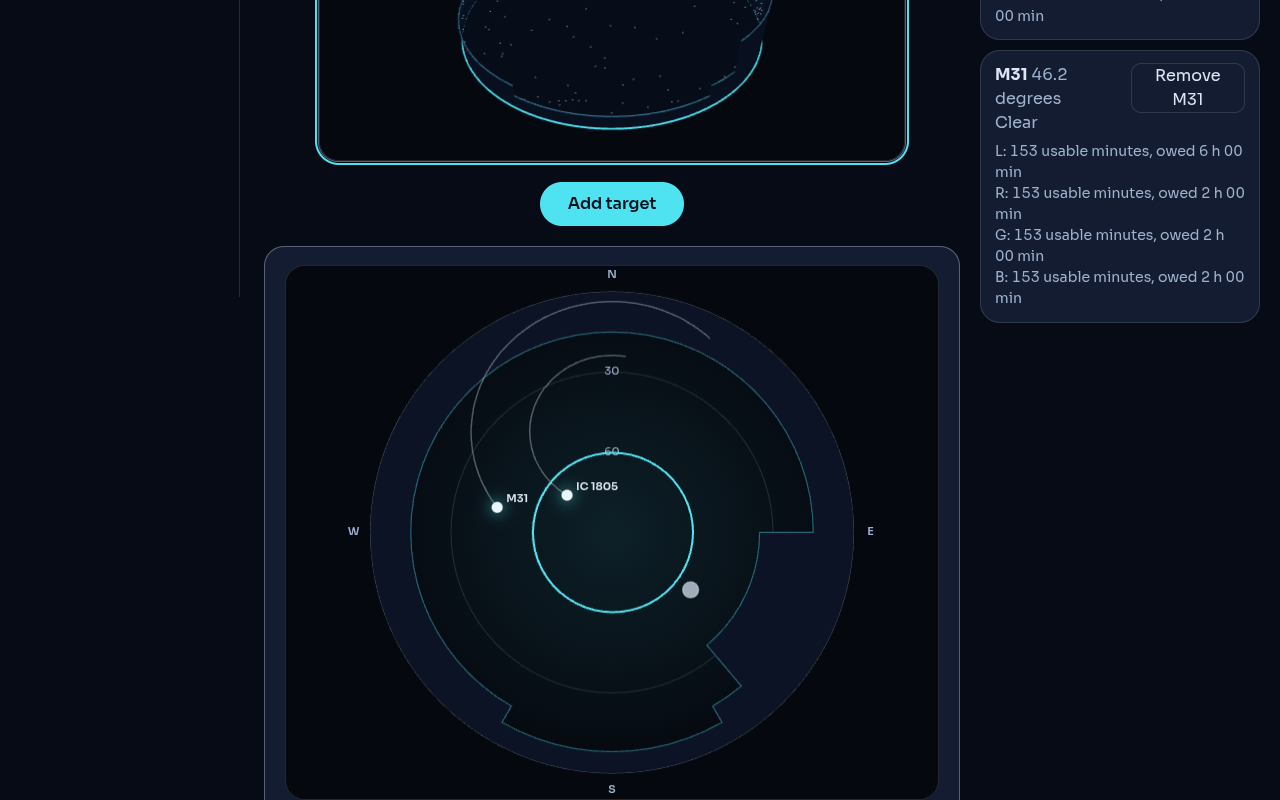 00 min
M31 46.2
degrees
Clear
Remove
M31
L: 153 usable minutes, owed 6 h 00
min
R: 153 usable minutes, owed 2 h 00
min
G: 153 usable minutes, owed 2 h
00 min
B: 153 usable minutes, owed 2 h 00
min
Add target
N
30
60
IC 1805
M31
W
E
S